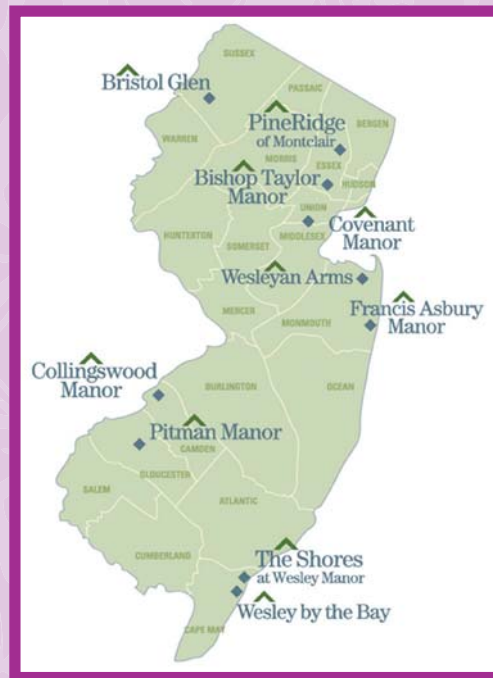 SUSSEX
Bristol Glen
PASSAIC
BERGEN
PineRidge
of Montclair
WARREN
MORRIS
ESSEX
HUDSON
Bishop Taylor
Manor
UNION
Covenant
Manor
HUNTERTON
SOMERSET
MIDDLESEX
Wesleyan Arms
MERCER
MONMOUTH
Francis Asbury
Manor
Collingswood
Manor
BURLINGTON
OCEAN
Pitman Manor
CAMDEN
GLOUCESTER
SALEM
ATLANTIC
CUMBERLAND
The Shores
at Wesley Manor
Wesley by the Bay
CAPE MAY